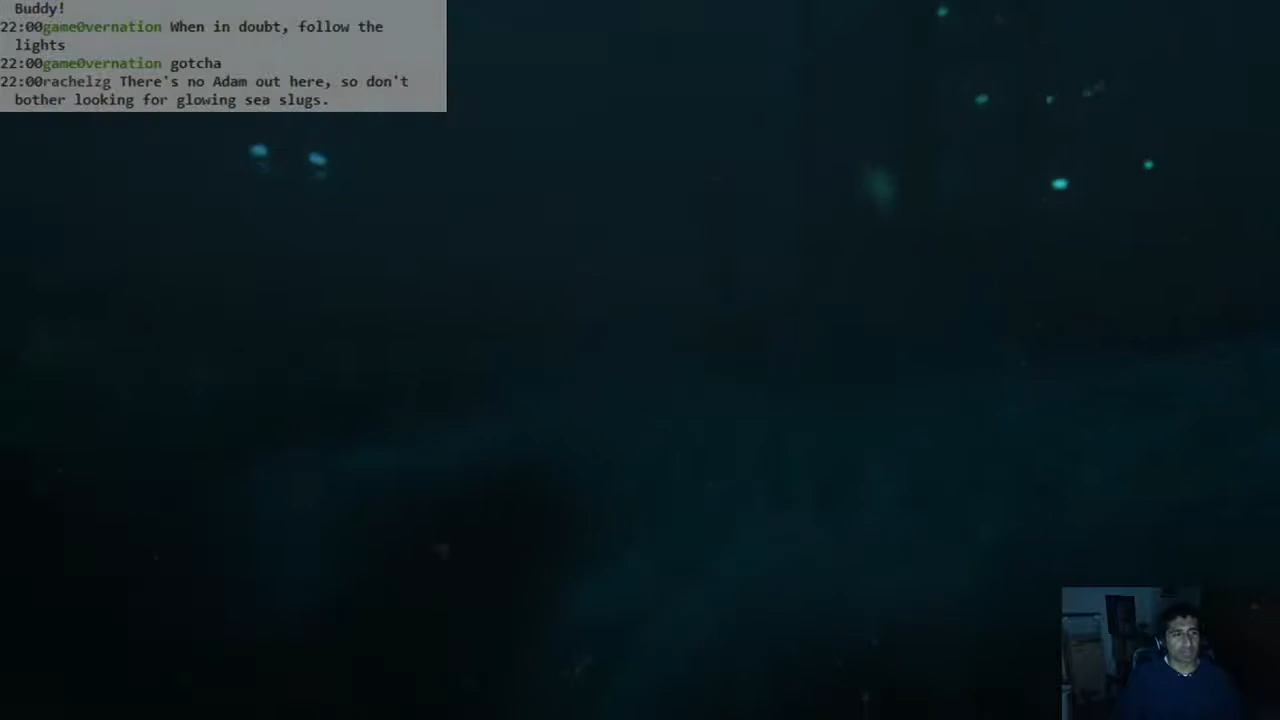 Buddy!
22:00game0vernation When in doubt, follow the
lights
22:00game0vernation gotcha
22:00rachelzg There's no Adam out here, so don't
bother looking for glowing sea slugs.